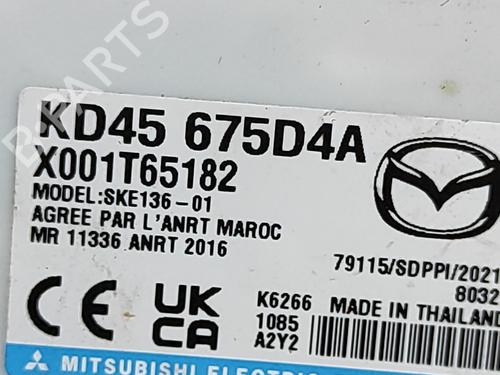 KD45 675D4A
X001T65182
MODEL:SKE136-01
AGREE PAR L'ANRT MAROC
MR 11336 ANRT 2016
79115/SDPPI/2021
8032
CE UK CA
K6266
1085
A2Y2
MADE IN THAILAND
MITSUBISHI ELECTRIC
B-PARTS